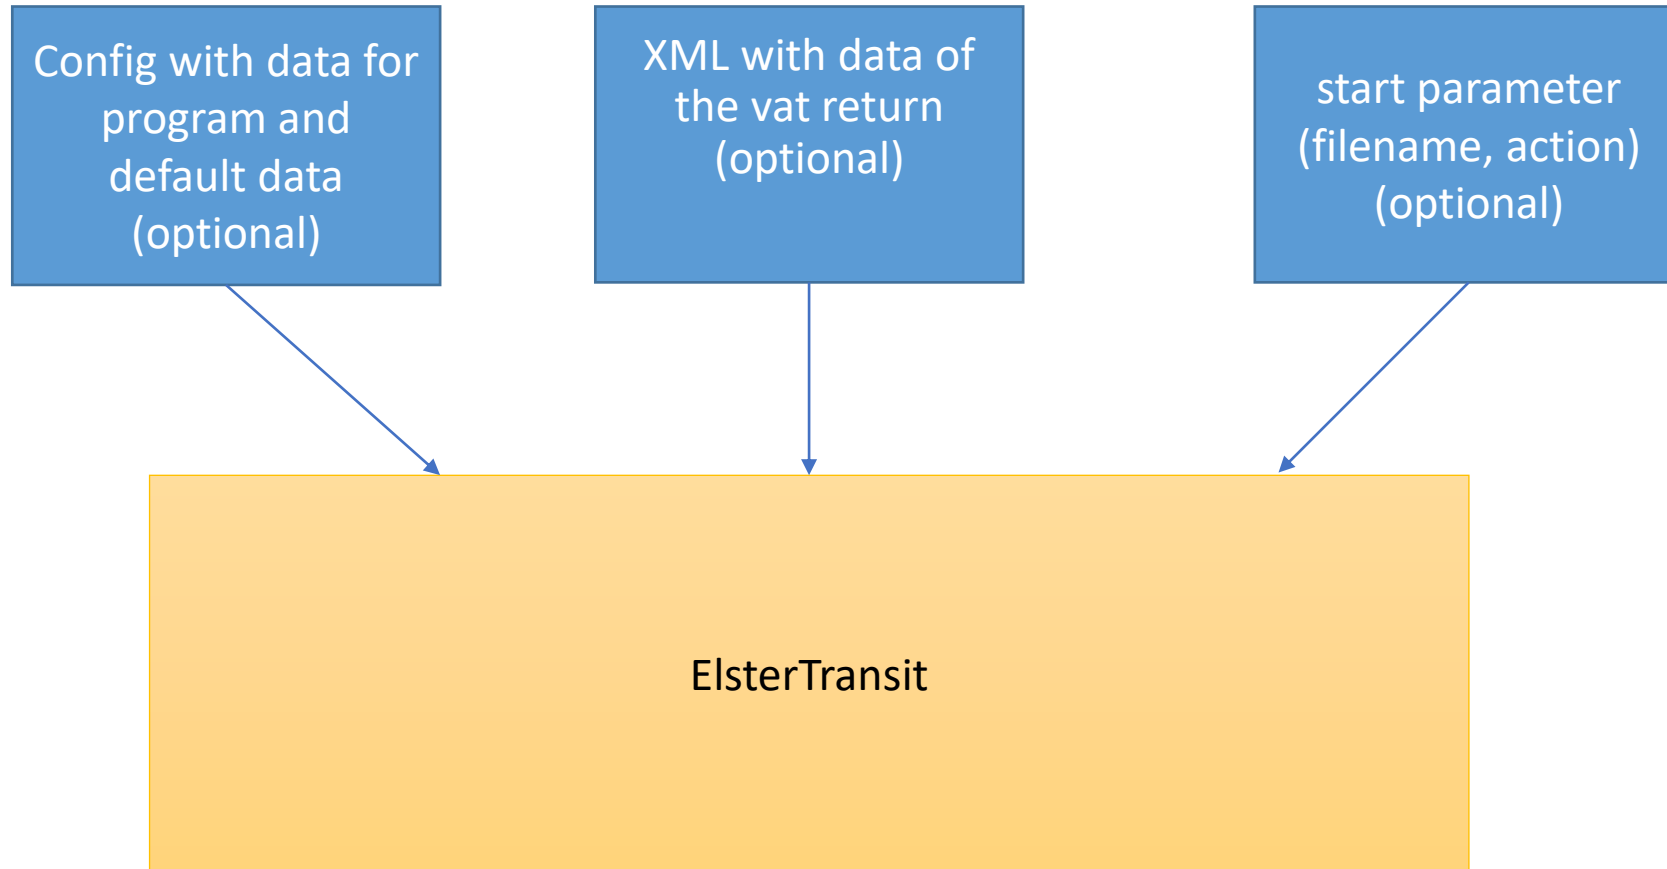 Config with data for
program and
default data
(optional)
XML with data of
the vat return
(optional)
start parameter
(filename, action)
(optional)
ElsterTransit